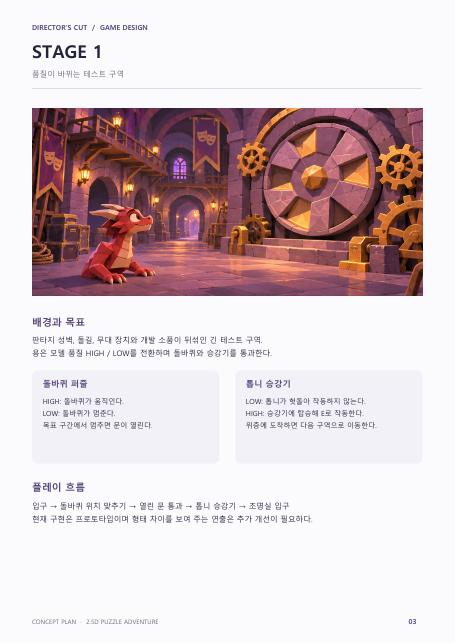 DIRECTOR'S CUT / GAME DESIGN
STAGE 1
품질이 바뀌는 테스트 구역
배경과 목표
판타지 성벽, 돌길, 무대 장치와 개발 소품이 뒤섞인 긴 테스트 구역.
용은 모델 품질 HIGH / LOW를 전환하며 돌바퀴와 승강기를 통과한다.
돌바퀴 퍼즐
HIGH: 돌바퀴가 움직인다.
LOW: 돌바퀴가 멈춘다.
목표 구간에서 멈추면 문이 열린다.
톱니 승강기
LOW: 톱니가 헛돌아 작동하지 않는다.
HIGH: 승강기에 탑승해 E로 작동한다.
위층에 도착하면 다음 구역으로 이동한다.
플레이 흐름
입구 → 돌바퀴 위치 맞추기 → 열린 문 통과 → 톱니 승강기 → 조명실 입구
현재 구현은 프로토타입이며 형태 차이를 보여 주는 연출은 추가 개선이 필요하다.
CONCEPT PLAN · 2.5D PUZZLE ADVENTURE
03